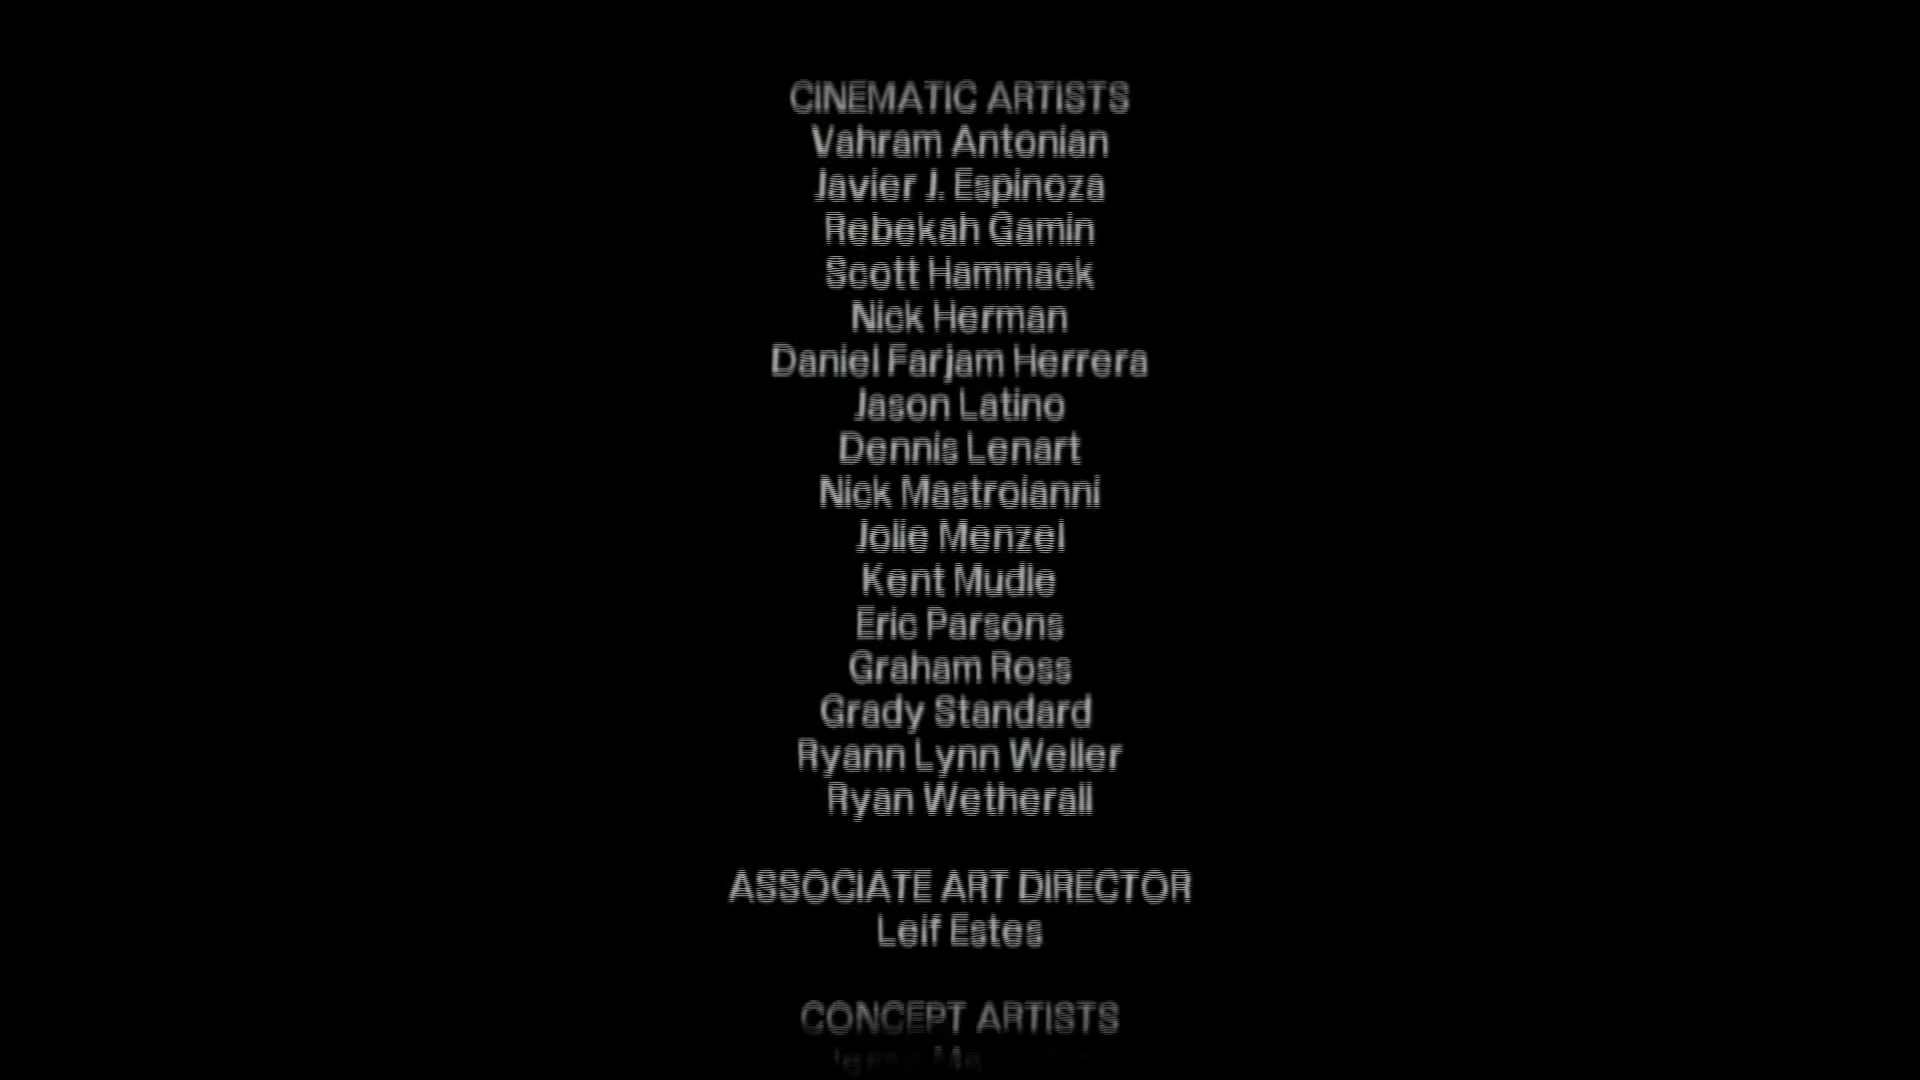 CINEMATIC ARTISTS
Vahram Antonian
Javier J. Espinoza
Rebekah Gamin
Scott Hammack
Nick Herman
Daniel Farjam Herrera
Jason Latino
Dennis Lenart
Nick Mastroianni
Jolie Menzel
Kent Mudle
Eric Parsons
Graham Ross
Grady Standard
Ryann Lynn Weller
Ryan Wetherall
ASSOCIATE ART DIRECTOR
Leif Estes
CONCEPT ARTISTS